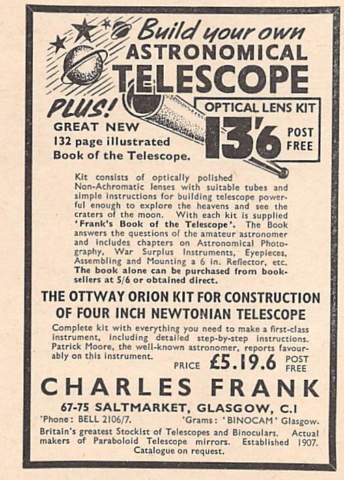 Build your own
ASTRONOMICAL
TELESCOPE
PLUS!
GREAT NEW
132 page illustrated
Book of the Telescope.
OPTICAL LENS KIT
13'6 POST FREE
Kit consists of optically polished
Non-Achromatic lenses with suitable tubes and
simple instructions for building telescope power-
ful enough to explore the heavens and see the
craters of the moon. With each kit is supplied
'Frank's Book of the Telescope'. The Book
answers the questions of the amateur astronomer
and includes chapters on Astronomical Photo-
graphy, War Surplus Instruments, Eyepieces,
Assembling and Mounting a 6 in. Reflector, etc.
The book alone can be purchased from book-
sellers at 5/6 or obtained direct.
THE OTTWAY ORION KIT FOR CONSTRUCTION
OF FOUR INCH NEWTONIAN TELESCOPE
Complete kit with everything you need to make a first-class
instrument, including detailed step-by-step instructions.
Patrick Moore, the well-known astronomer, reports favour-
ably on this instrument.
PRICE £5.19.6 POST FREE
CHARLES FRANK
67-75 SALTMARKET, GLASGOW, C.1
'Phone: BELL 2106/7. 'Grams: 'BINOCAM' Glasgow.
Britain's greatest Stockist of Telescopes and Binoculars. Actual
makers of Paraboloid Telescope mirrors. Established 1907.
Catalogue on request.